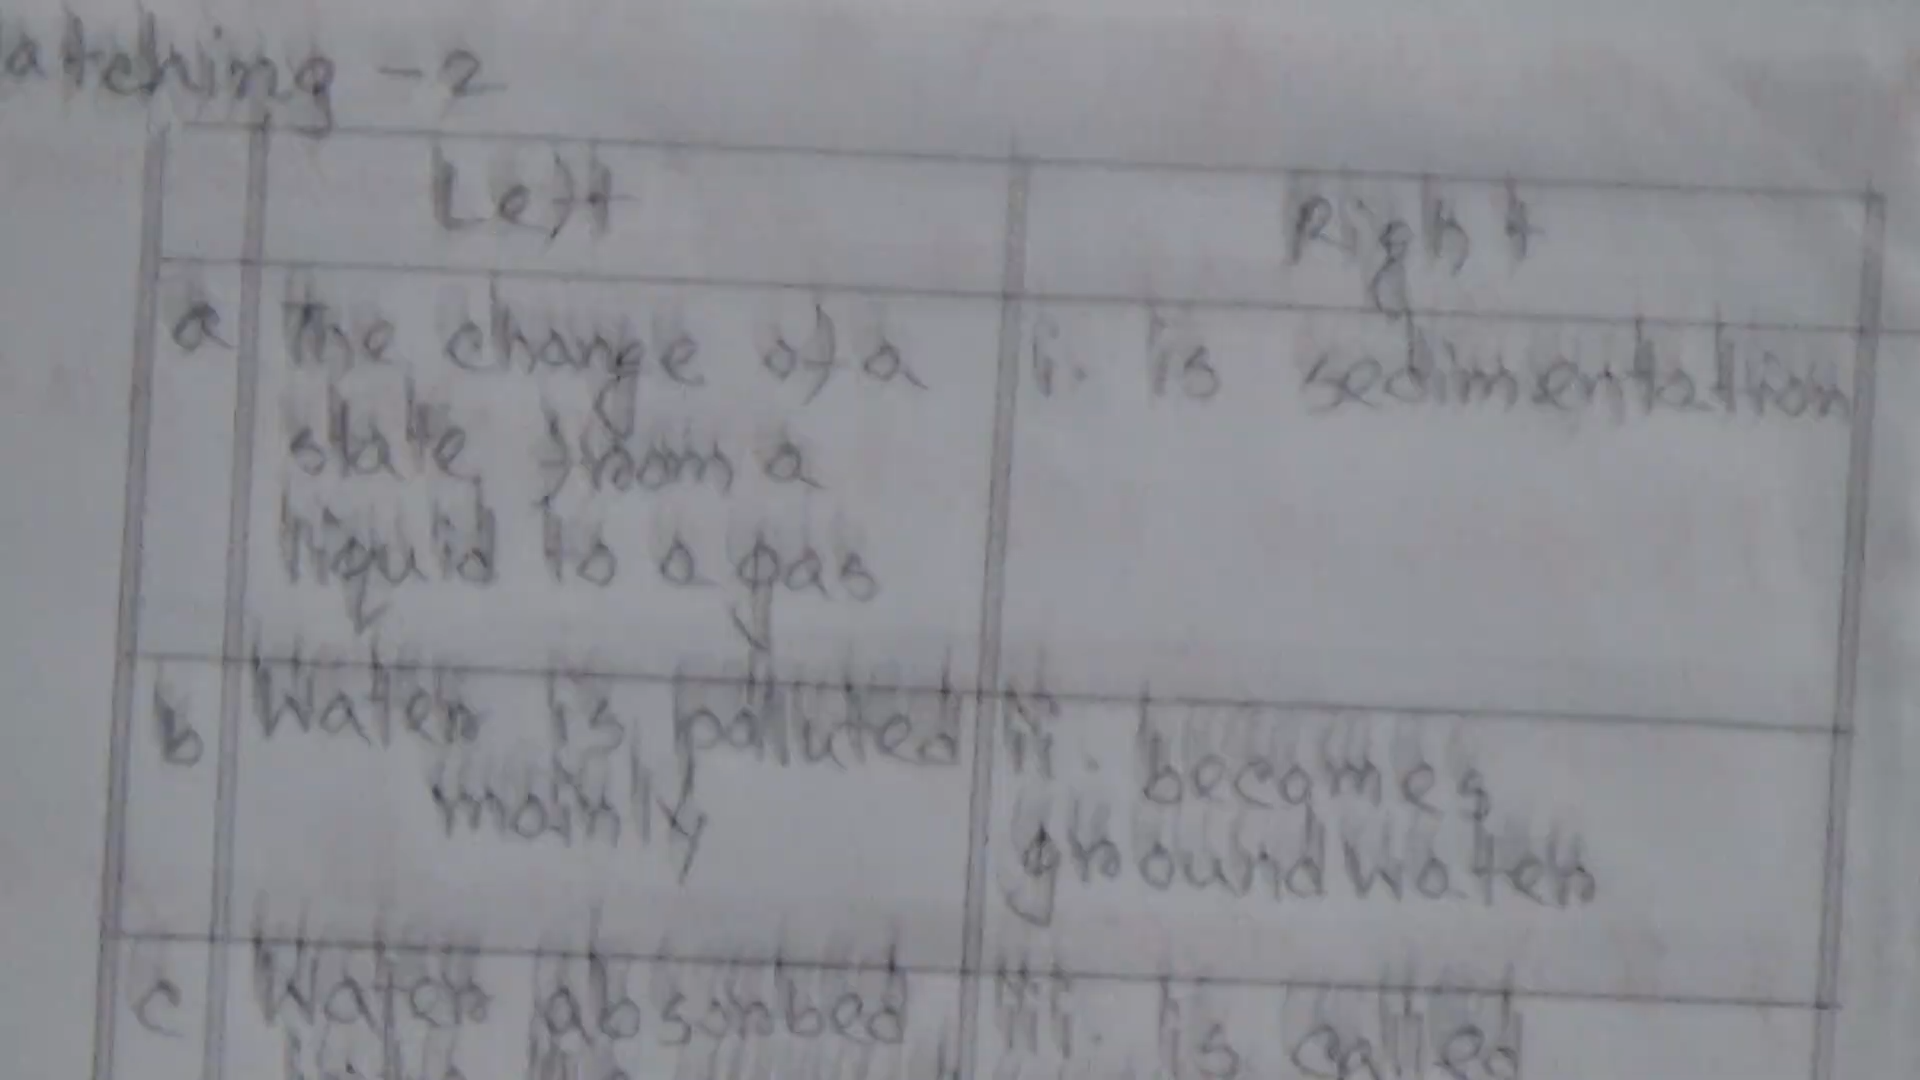 atching - 2
Left
Right
a The change of a
state from a
liquid to a gas
i. is sedimentation
b Water is polluted
mainly
ii. becomes
ground water
c Water absorbed
iii. is called